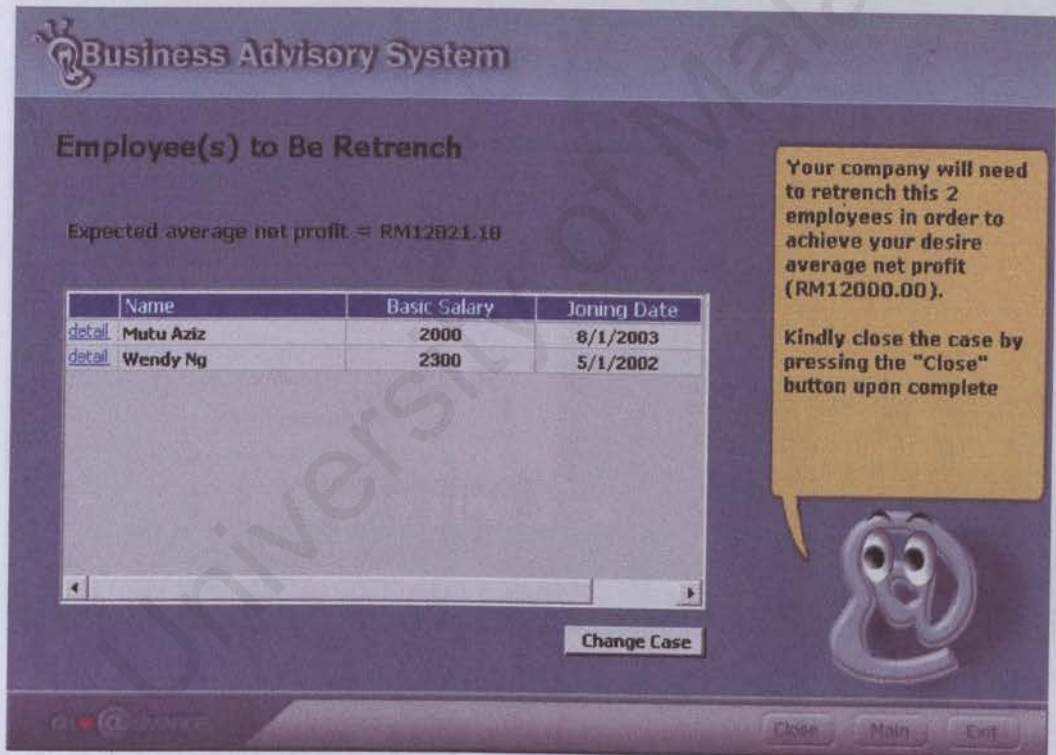 Business Advisory System
Employee(s) to Be Retrench
Expected average net profit = RM12821.18
Name Basic Salary Joning Date
detail Mutu Aziz 2000 8/1/2003
detail Wendy Ng 2300 5/1/2002
Change Case
Your company will need
to retrench this 2
employees in order to
achieve your desire
average net profit
(RM12000.00).
Kindly close the case by
pressing the "Close"
button upon complete
Close Main Exit
University of Mala